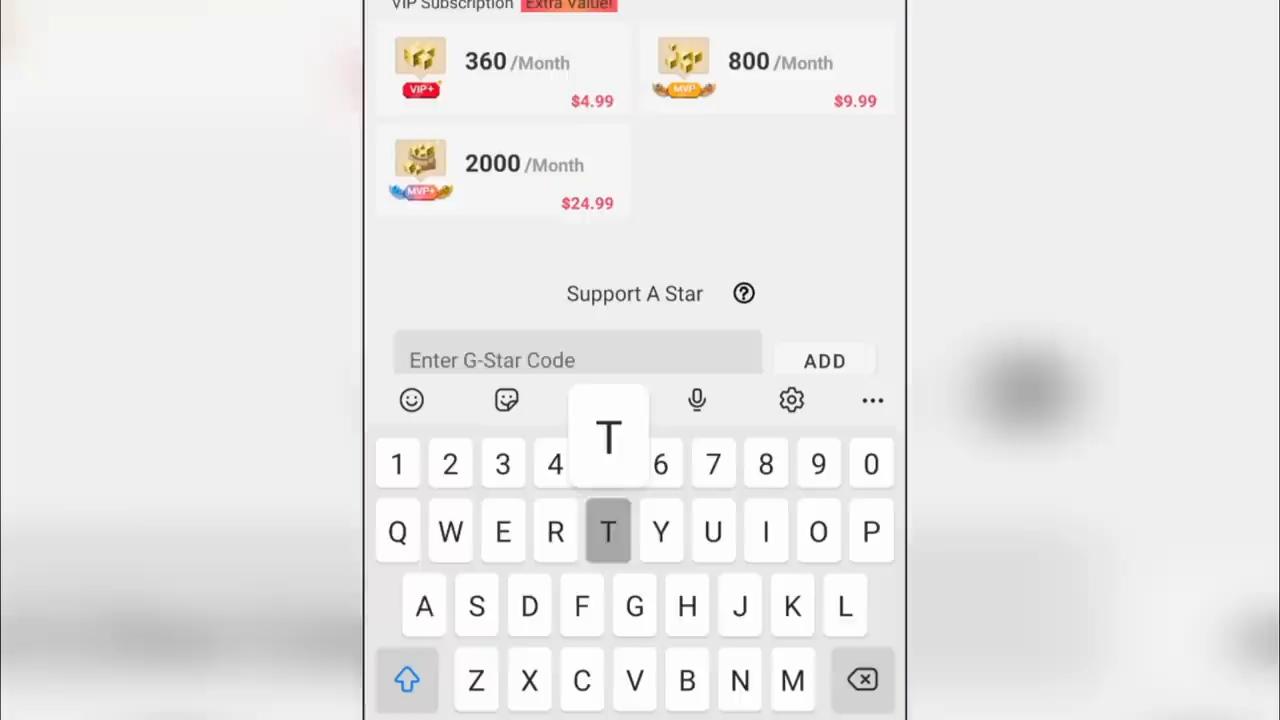 VIP Subscription Extra Value!
360 /Month 800 /Month
VIP+ MVP
$4.99 $9.99
2000 /Month
MVP+
$24.99
Support A Star ?
Enter G-Star Code ADD
T
1 2 3 4 6 7 8 9 0
Q W E R T Y U I O P
A S D F G H J K L
Z X C V B N M